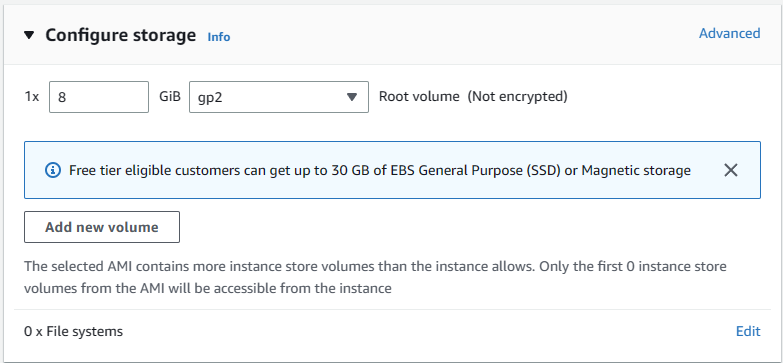 Configure storage Info Advanced
1x 8 GiB gp2 Root volume (Not encrypted)
Free tier eligible customers can get up to 30 GB of EBS General Purpose (SSD) or Magnetic storage
Add new volume
The selected AMI contains more instance store volumes than the instance allows. Only the first 0 instance store
volumes from the AMI will be accessible from the instance
0 x File systems Edit